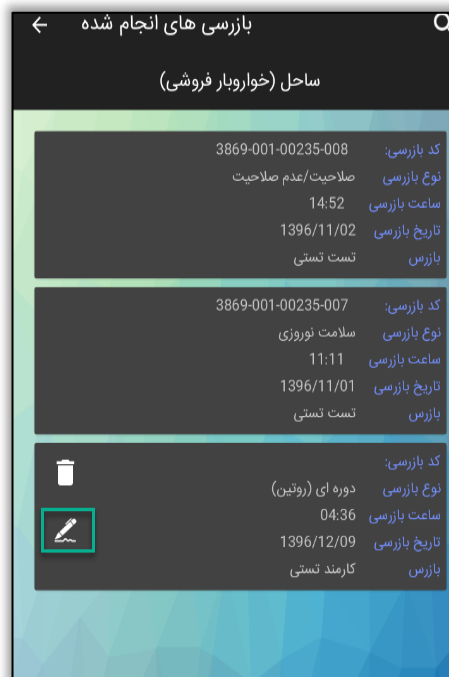 بازرسی های انجام شده
ساحل (خواروبار فروشی)
کد بازرسی: 3869-001-00235-008
نوع بازرسی صلاحیت/عدم صلاحیت
ساعت بازرسی 14:52
تاریخ بازرسی 1396/11/02
بازرس تست تستی
کد بازرسی: 3869-001-00235-007
نوع بازرسی سلامت نوروزی
ساعت بازرسی 11:11
تاریخ بازرسی 1396/11/01
بازرس تست تستی
کد بازرسی:
نوع بازرسی دوره ای (روتین)
ساعت بازرسی 04:36
تاریخ بازرسی 1396/12/09
بازرس کارمند تستی